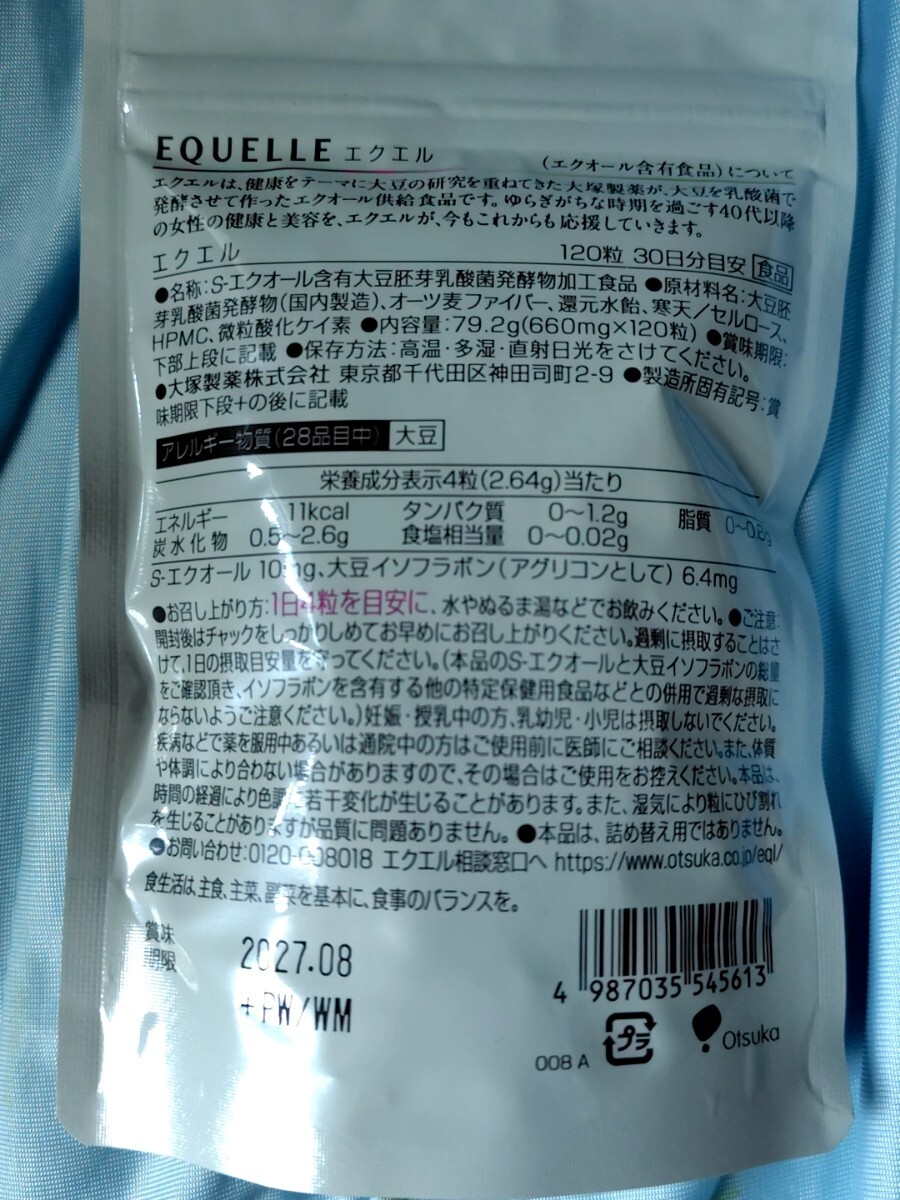 EQUELLE エクエル
(エクオール含有食品)について
エクエルは、健康をテーマに大豆の研究を重ねてきた大塚製薬が、大豆を乳酸菌で
発酵させて作ったエクオール供給食品です。ゆらぎがちな時期を過ごす40代以降
の女性の健康と美容を、エクエルが、今もこれからも応援していきます。
エクエル 120粒 30日分目安 食品
●名称:S-エクオール含有大豆胚芽乳酸菌発酵物加工食品 ●原材料名:大豆胚
芽乳酸菌発酵物(国内製造)、オーツ麦ファイバー、還元水飴、寒天／セルロース、
HPMC、微粒酸化ケイ素 ●内容量:79.2g(660mg×120粒) ●賞味期限:
下部上段に記載 ●保存方法:高温・多湿・直射日光をさけてください。
●大塚製薬株式会社 東京都千代田区神田司町2-9 ●製造所固有記号:賞
味期限下段+の後に記載
アレルギー物質(28品目中) 大豆
栄養成分表示4粒(2.64g)当たり
エネルギー 11kcal タンパク質 0〜1.2g 脂質 0〜0.8g
炭水化物 0.5〜2.6g 食塩相当量 0〜0.02g
S-エクオール 10mg、大豆イソフラボン(アグリコンとして) 6.4mg
●お召し上がり方:1日4粒を目安に、水やぬるま湯などでお飲みください。●ご注意:
開封後はチャックをしっかりしめてお早めにお召し上がりください。過剰に摂取することはさ
けて、1日の摂取目安量を守ってください。(本品のS-エクオールと大豆イソフラボンの総量
をご確認頂き、イソフラボンを含有する他の特定保健用食品などとの併用で過剰な摂取に
ならないようご注意ください。)妊娠・授乳中の方、乳幼児・小児は摂取しないでください。
疾病などで薬を服用中あるいは通院中の方はご使用前に医師にご相談ください。また、体質
や体調により合わない場合がありますので、その場合はご使用をお控えください。本品は、
時間の経過により色調に若干変化が生じることがあります。また、湿気により粒にひび割れ
を生じることがありますが品質に問題ありません。●本品は、詰め替え用ではありません。
●お問い合わせ:0120-008018 エクエル相談窓口へ https://www.otsuka.co.jp/eql/
食生活は、主食、主菜、副菜を基本に、食事のバランスを。
賞味
期限
2027.08
+PW/WM
4 987035 545613
008 A プラ Otsuka